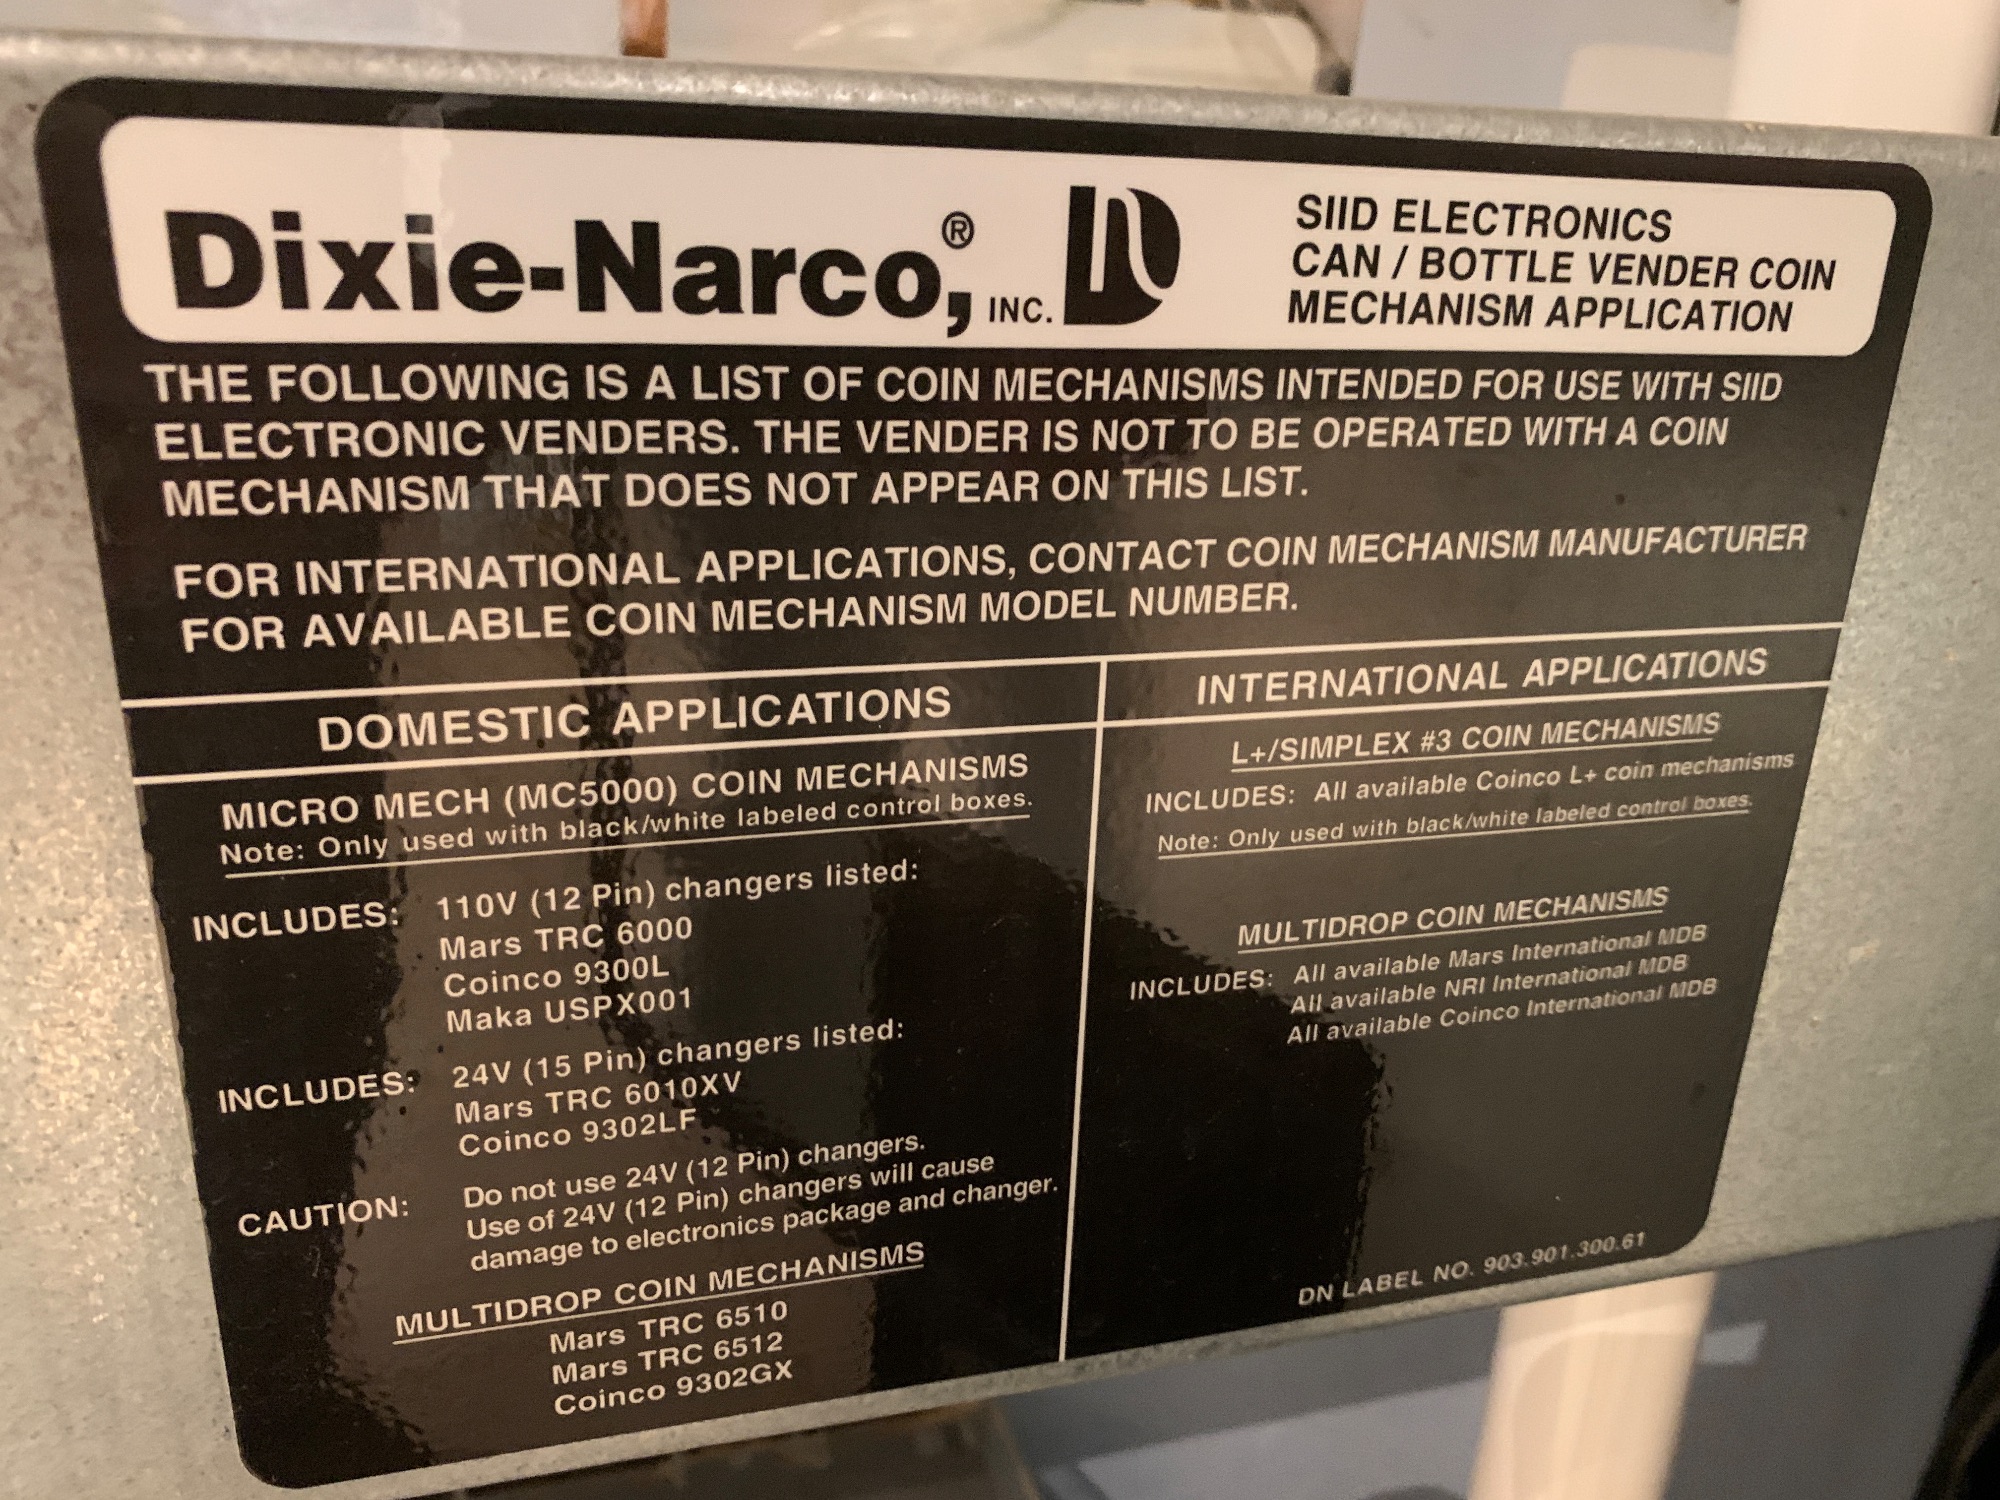 Dixie-Narco,® INC.
SIID ELECTRONICS
CAN / BOTTLE VENDER COIN
MECHANISM APPLICATION
THE FOLLOWING IS A LIST OF COIN MECHANISMS INTENDED FOR USE WITH SIID
ELECTRONIC VENDERS. THE VENDER IS NOT TO BE OPERATED WITH A COIN
MECHANISM THAT DOES NOT APPEAR ON THIS LIST.
FOR INTERNATIONAL APPLICATIONS, CONTACT COIN MECHANISM MANUFACTURER
FOR AVAILABLE COIN MECHANISM MODEL NUMBER.
DOMESTIC APPLICATIONS
MICRO MECH (MC5000) COIN MECHANISMS
Note: Only used with black/white labeled control boxes.
INCLUDES: 110V (12 Pin) changers listed:
Mars TRC 6000
Coinco 9300L
Maka USPX001
INCLUDES: 24V (15 Pin) changers listed:
Mars TRC 6010XV
Coinco 9302LF
CAUTION: Do not use 24V (12 Pin) changers.
Use of 24V (12 Pin) changers will cause
damage to electronics package and changer.
MULTIDROP COIN MECHANISMS
Mars TRC 6510
Mars TRC 6512
Coinco 9302GX
INTERNATIONAL APPLICATIONS
L+/SIMPLEX #3 COIN MECHANISMS
INCLUDES: All available Coinco L+ coin mechanisms
Note: Only used with black/white labeled control boxes.
MULTIDROP COIN MECHANISMS
INCLUDES: All available Mars International MDB
All available NRI International MDB
All available Coinco International MDB
DN LABEL NO. 903.901.300.61